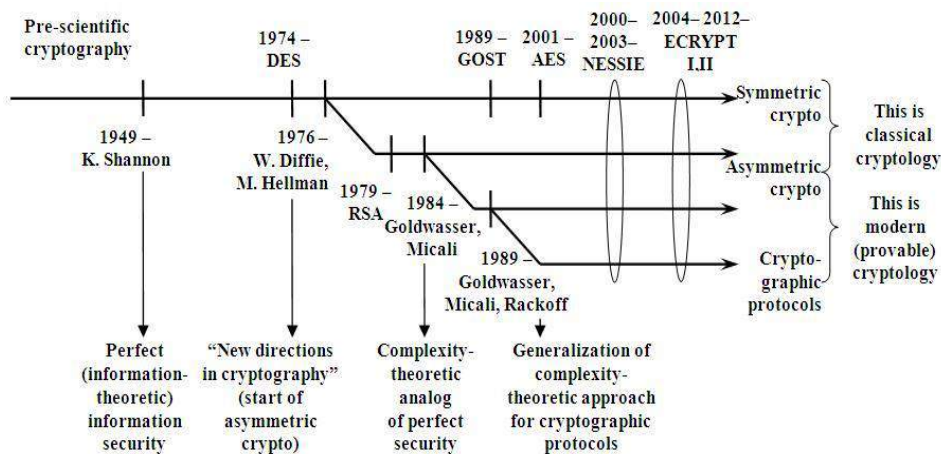 Pre-scientific
cryptography
1974 –
DES
1989 –
GOST
2001 –
AES
2000–
2003–
NESSIE
2004 – 2012–
ECRYPT
I.II
Symmetric
crypto
This is
classical
cryptology
1949 –
K. Shannon
1976 –
W. Diffie,
M. Hellman
Asymmetric
crypto
1979 –
RSA
1984 –
Goldwasser,
Micali
This is
modern
(provable)
cryptology
1989 –
Goldwasser,
Micali, Rackoff
Crypto-
graphic
protocols
Perfect
(information-
theoretic)
information
security
“New directions
in cryptography”
(start of
asymmetric
crypto)
Complexity-
theoretic
analog
of perfect
security
Generalization of
complexity-
theoretic approach
for cryptographic
protocols